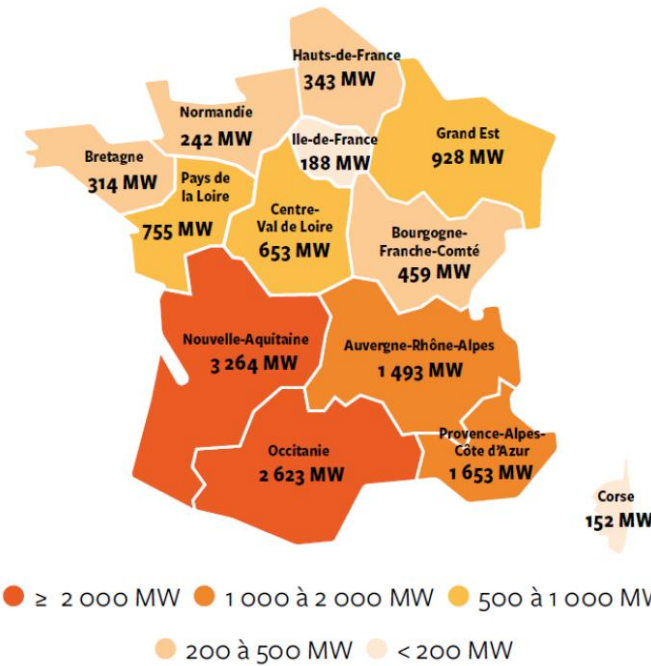 Hauts-de-France
343 MW
Normandie
242 MW
Ile-de-France
188 MW
Grand Est
928 MW
Bretagne
314 MW
Pays de
la Loire
755 MW
Centre-
Val de Loire
653 MW
Bourgogne-
Franche-Comté
459 MW
Nouvelle-Aquitaine
3 264 MW
Auvergne-Rhône-Alpes
1 493 MW
Occitanie
2 623 MW
Provence-Alpes-
Côte d'Azur
1 653 MW
Corse
152 MW
≥ 2 000 MW 1 000 à 2 000 MW 500 à 1 000 MW
200 à 500 MW < 200 MW